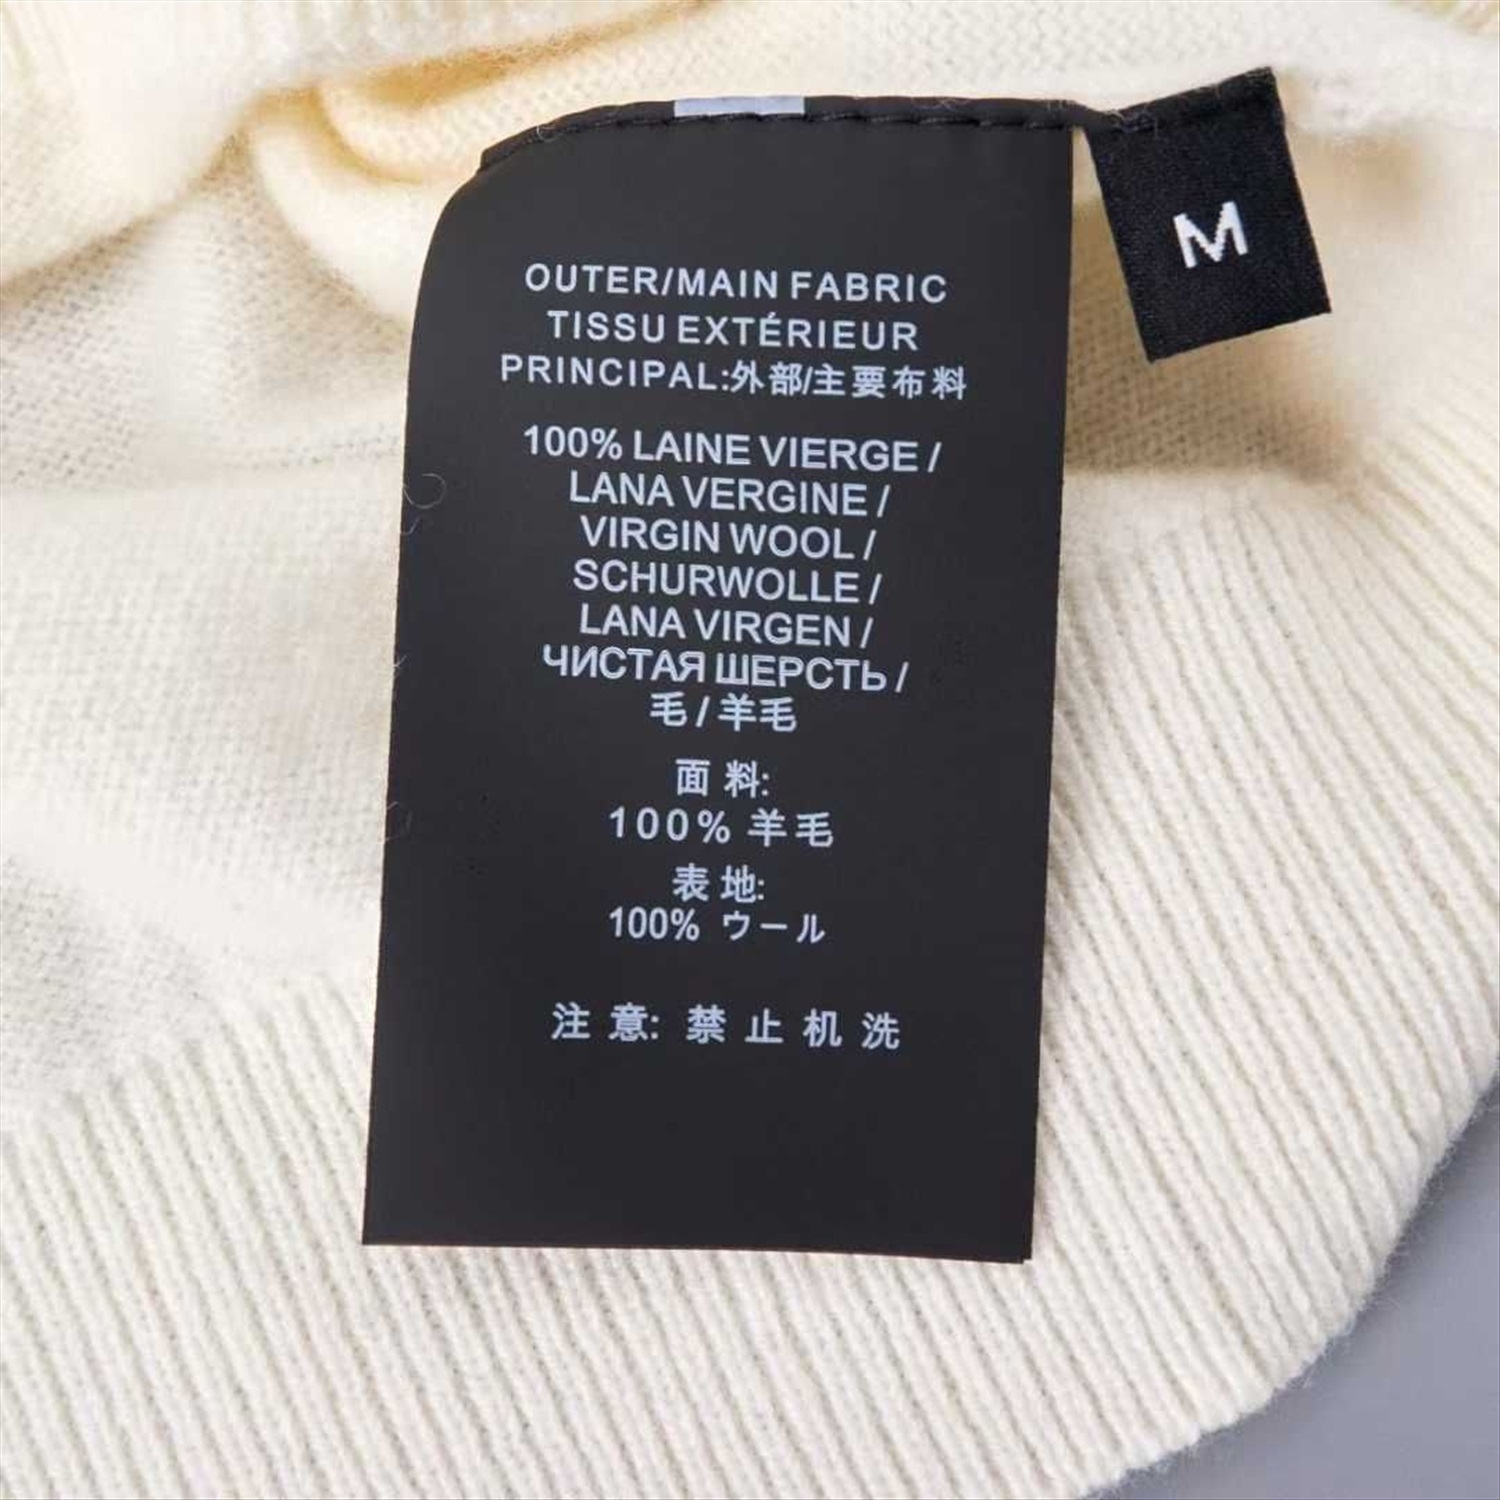 OUTER/MAIN FABRIC
TISSU EXTÉRIEUR
PRINCIPAL:外部/主要布料
100% LAINE VIERGE /
LANA VERGINE /
VIRGIN WOOL /
SCHURWOLLE /
LANA VIRGEN /
ЧИСТАЯ ШЕРСТЬ /
毛 / 羊毛
面 料:
100% 羊毛
表 地:
100% ウール
注 意: 禁 止 机 洗
M